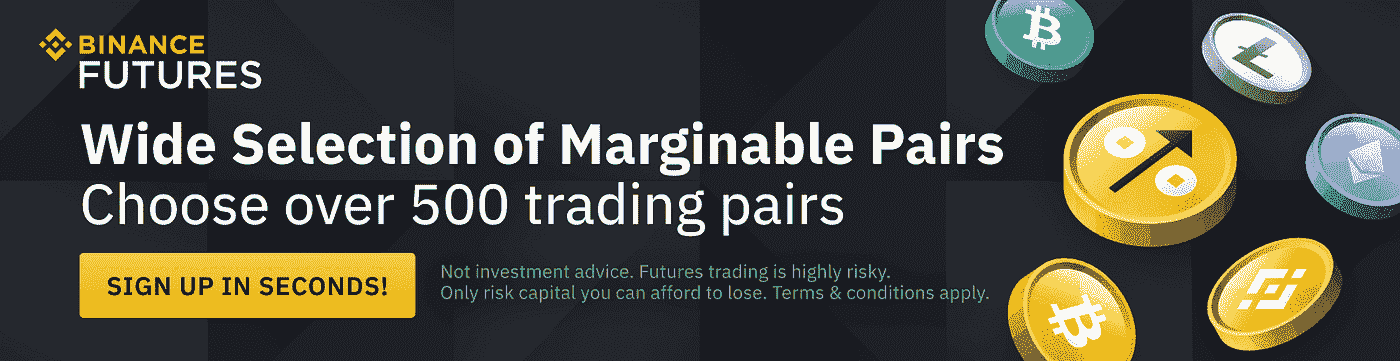 BINANCE
FUTURES
Wide Selection of Marginable Pairs
Choose over 500 trading pairs
SIGN UP IN SECONDS!
Not investment advice. Futures trading is highly risky.
Only risk capital you can afford to lose. Terms & conditions apply.